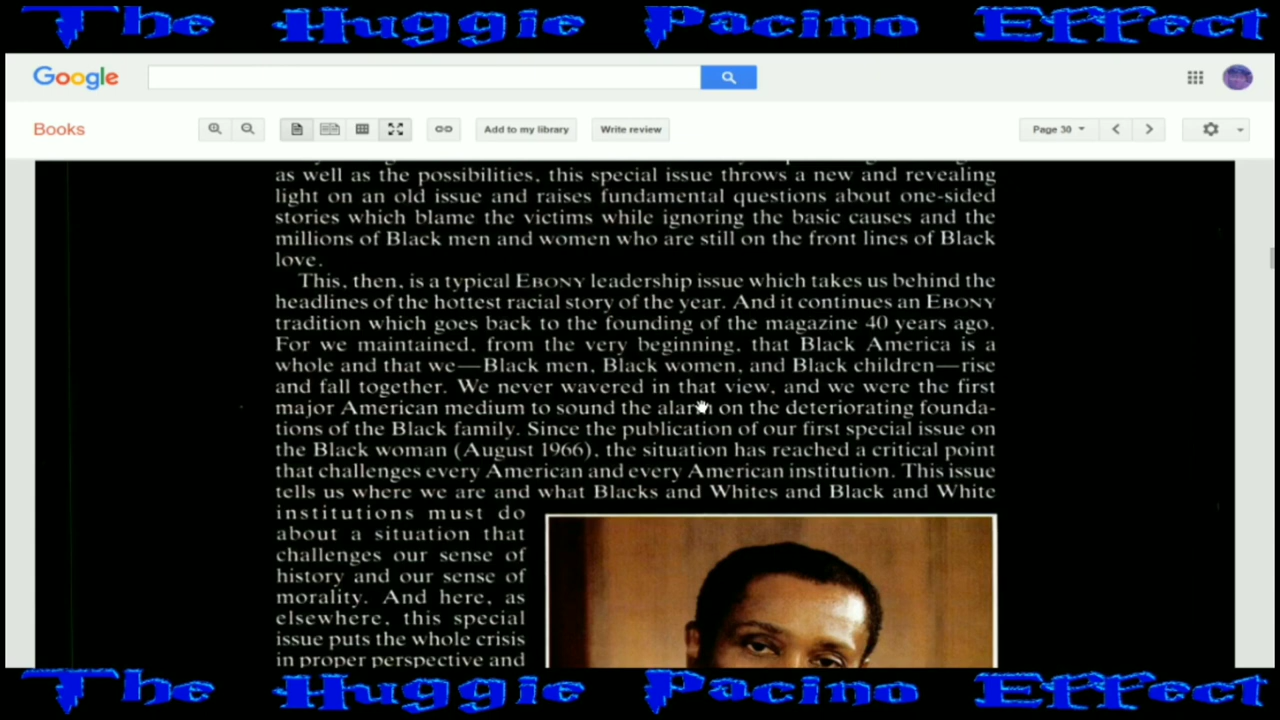 The Huggie Pacino Effect
Google
Books
Add to my library
Write review
Page 30
as well as the possibilities, this special issue throws a new and revealing
light on an old issue and raises fundamental questions about one-sided
stories which blame the victims while ignoring the basic causes and the
millions of Black men and women who are still on the front lines of Black
love.
This, then, is a typical EBONY leadership issue which takes us behind the
headlines of the hottest racial story of the year. And it continues an EBONY
tradition which goes back to the founding of the magazine 40 years ago.
For we maintained, from the very beginning, that Black America is a
whole and that we—Black men, Black women, and Black children—rise
and fall together. We never wavered in that view, and we were the first
major American medium to sound the alarm on the deteriorating founda-
tions of the Black family. Since the publication of our first special issue on
the Black woman (August 1966), the situation has reached a critical point
that challenges every American and every American institution. This issue
tells us where we are and what Blacks and Whites and Black and White
institutions must do
about a situation that
challenges our sense of
history and our sense of
morality. And here, as
elsewhere, this special
issue puts the whole crisis
in proper perspective and
The Huggie Pacino Effect